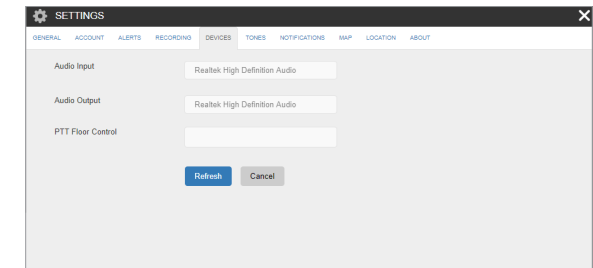 SETTINGS
GENERAL ACCOUNT ALERTS RECORDING DEVICES TONES NOTIFICATIONS MAP LOCATION ABOUT
Audio Input Realtek High Definition Audio
Audio Output Realtek High Definition Audio
PTT Floor Control
Refresh Cancel